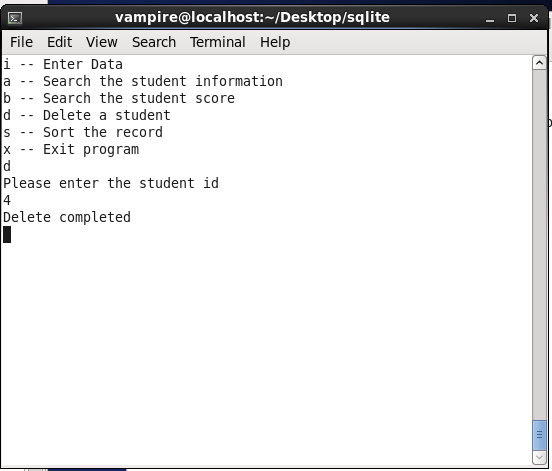 vampire@localhost:~/Desktop/sqlite
File Edit View Search Terminal Help
i -- Enter Data
a -- Search the student information
b -- Search the student score
d -- Delete a student
s -- Sort the record
x -- Exit program
d
Please enter the student id
4
Delete completed